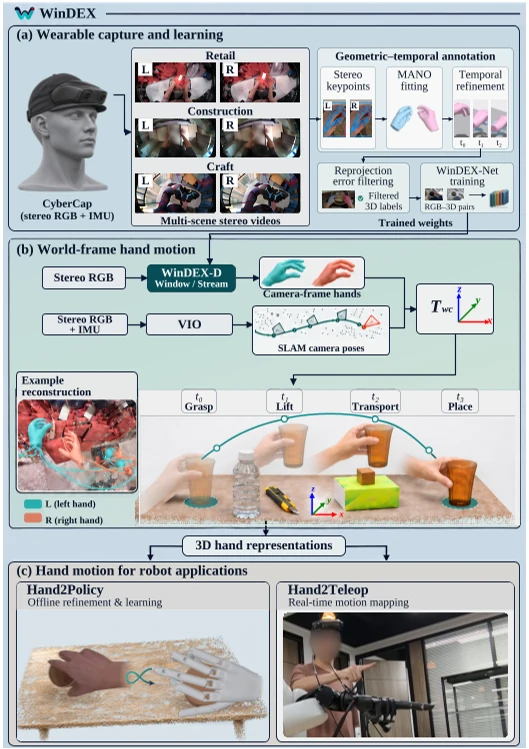 WinDEX
(a) Wearable capture and learning
CyberCap
(stereo RGB + IMU)
Retail
L
R
Construction
L
R
Craft
L
R
Multi-scene stereo videos
Geometric–temporal annotation
Stereo
keypoints
L
R
MANO
fitting
Temporal
refinement
t₀
t₁
t₂
Reprojection
error filtering
Filtered
3D labels
WinDEX-Net
training
RGB–3D pairs
Trained weights
(b) World-frame hand motion
Stereo RGB
WinDEX-D
Window / Stream
Camera-frame hands
Stereo RGB
+ IMU
VIO
SLAM camera poses
T_wc
z
y
x
Example
reconstruction
L (left hand)
R (right hand)
t₀
Grasp
t₁
Lift
t₂
Transport
t₃
Place
z
y
x
3D hand representations
(c) Hand motion for robot applications
Hand2Policy
Offline refinement & learning
Hand2Teleop
Real-time motion mapping